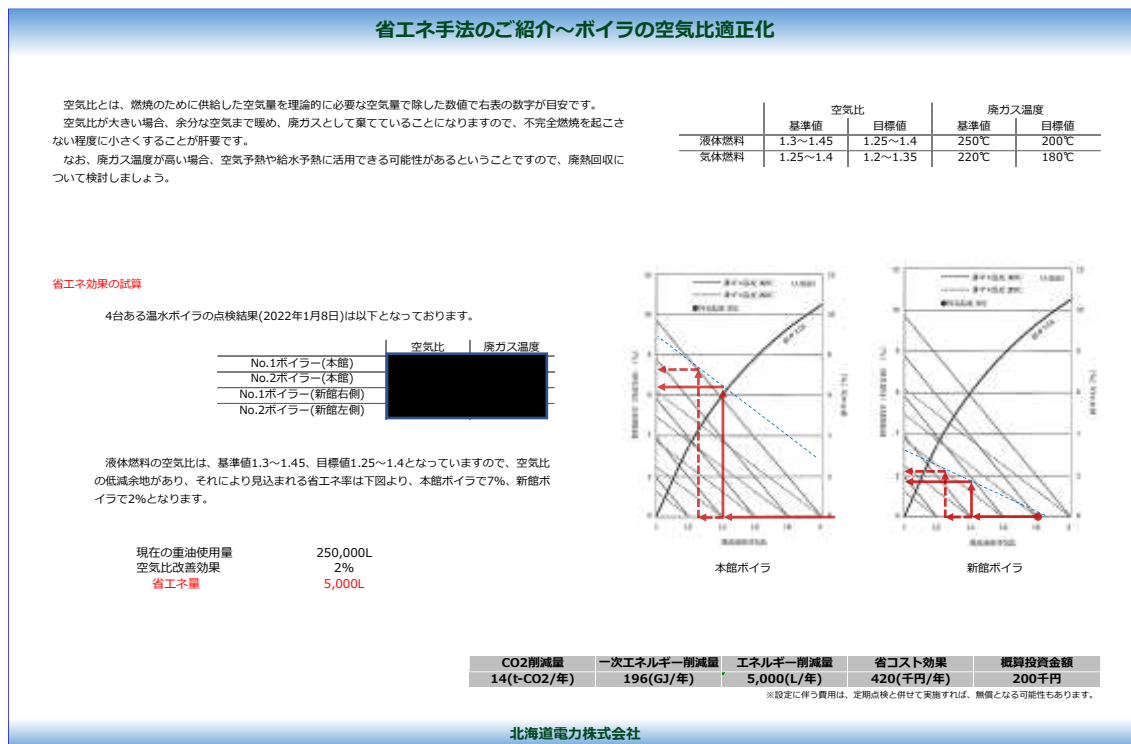 省エネ手法のご紹介～ボイラの空気比適正化
空気比とは、燃焼のために供給した空気量を理論的に必要な空気量で除した数値で右表の数字が目安です。
空気比が大きい場合、余分な空気まで暖め、廃ガスとして棄てていることになりますので、不完全燃焼を起こさ
ない程度に小さくすることが肝要です。
なお、廃ガス温度が高い場合、空気予熱や給水予熱に活用できる可能性があるということですので、廃熱回収に
ついて検討しましょう。
空気比 廃ガス温度
基準値 目標値 基準値 目標値
液体燃料 1.3～1.45 1.25～1.4 250℃ 200℃
気体燃料 1.25～1.4 1.2～1.35 220℃ 180℃
省エネ効果の試算
4台ある温水ボイラの点検結果(2022年1月8日)は以下となっております。
空気比 廃ガス温度
No.1ボイラー(本館)
No.2ボイラー(本館)
No.1ボイラー(新館右側)
No.2ボイラー(新館左側)
液体燃料の空気比は、基準値1.3～1.45、目標値1.25～1.4となっていますので、空気比
の低減余地があり、それにより見込まれる省エネ率は下図より、本館ボイラで7%、新館ボ
イラで2%となります。
現在の重油使用量 250,000L
空気比改善効果 2%
省エネ量 5,000L
本館ボイラ 新館ボイラ
CO2削減量 一次エネルギー削減量 エネルギー削減量 省コスト効果 概算投資金額
14(t-CO2/年) 196(GJ/年) 5,000(L/年) 420(千円/年) 200千円
※設定に伴う費用は、定期点検と併せて実施すれば、無償となる可能性もあります。
北海道電力株式会社